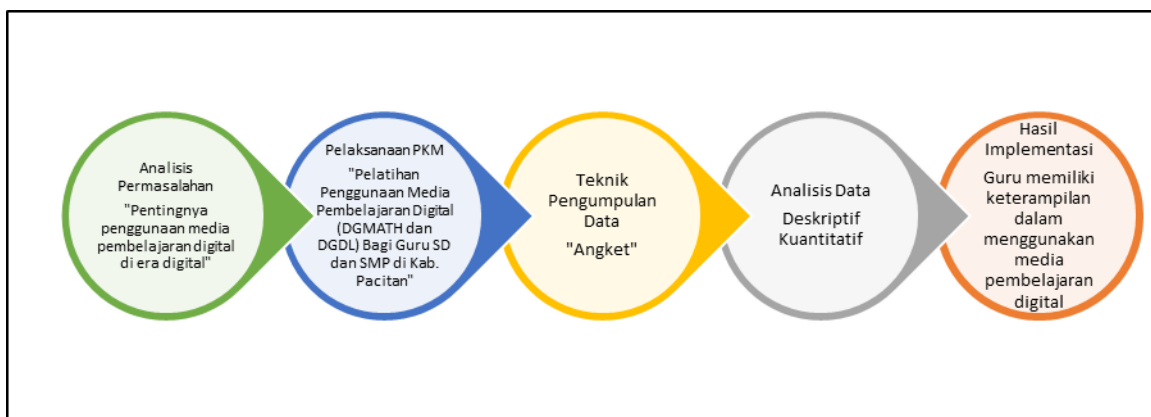 Analisis
Permasalahan
"Pentingnya
penggunaan media
pembelajaran digital
di era digital"
Pelaksanaan PKM
"Pelatihan
Penggunaan Media
Pembelajaran Digital
(DGMATH dan
DGDL) Bagi Guru SD
dan SMP di Kab.
Pacitan"
Teknik
Pengumpulan
Data
"Angket"
Analisis Data
Deskriptif
Kuantitatif
Hasil
Implementasi
Guru memiliki
keterampilan
dalam
menggunakan
media
pembelajaran
digital